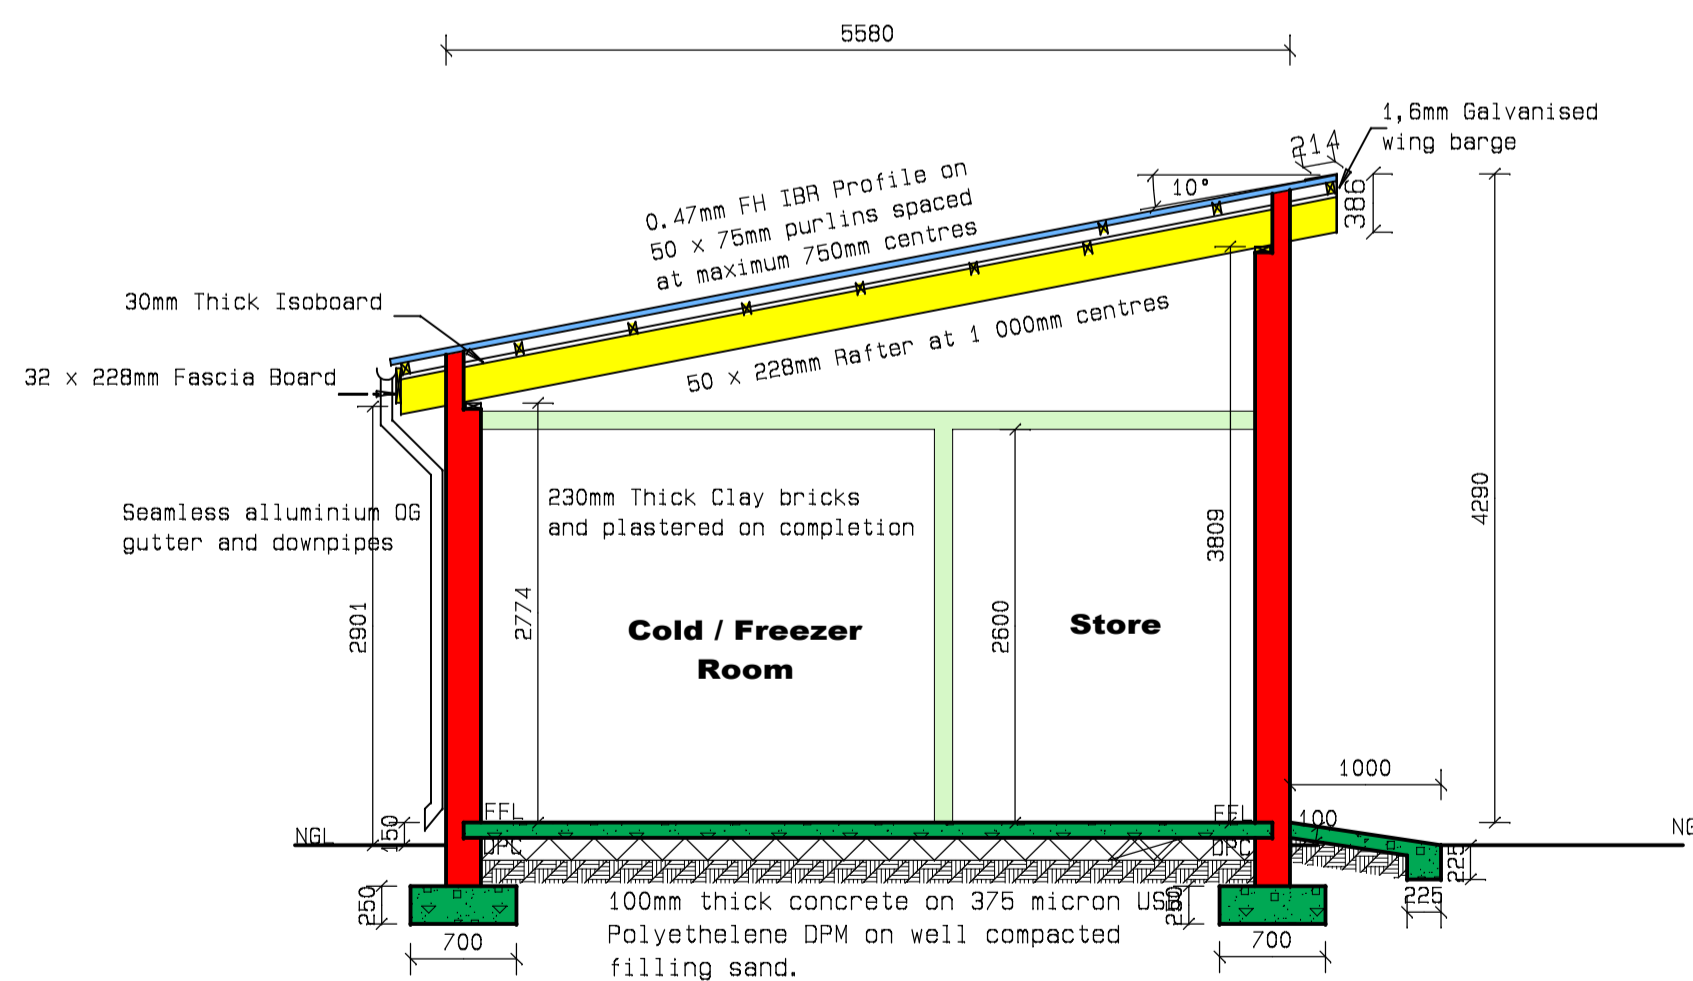 5580
1,6mm Galvanised
wing barge
214
10°
386
0.47mm FH IBR Profile on
50 x 75mm purlins spaced
at maximum 750mm centres
30mm Thick Isoboard
50 x 228mm Rafter at 1 000mm centres
32 x 228mm Fascia Board
230mm Thick Clay bricks
and plastered on completion
Seamless alluminium OG
gutter and downpipes
4290
3809
2901
2774
2600
Cold / Freezer
Room
Store
1000
FFL
FFL
100
150
NGL
DPC
DPC
225
225
250
250
700
700
100mm thick concrete on 375 micron USB
Polyethelene DPM on well compacted
filling sand.